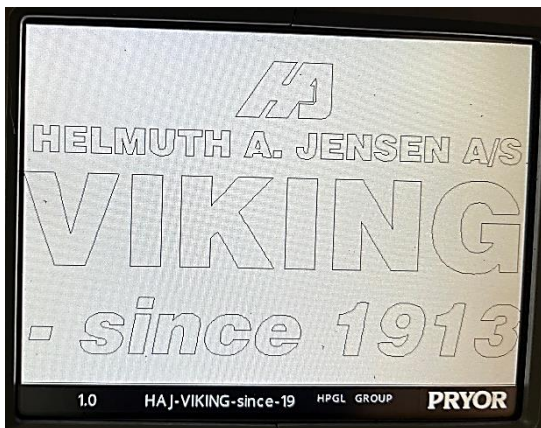 HAJ
HELMUTH A. JENSEN A/S
VIKING
- since 1913
1.0 HAJ-VIKING-since-19 HPGL GROUP PRYOR